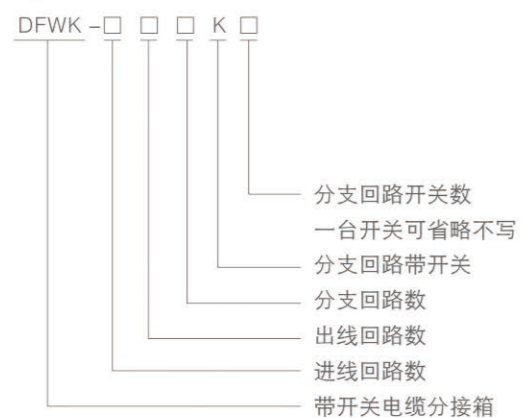 DFWK-□ □ □ K □
分支回路开关数
一台开关可省略不写
分支回路带开关
分支回路数
出线回路数
进线回路数
带开关电缆分接箱